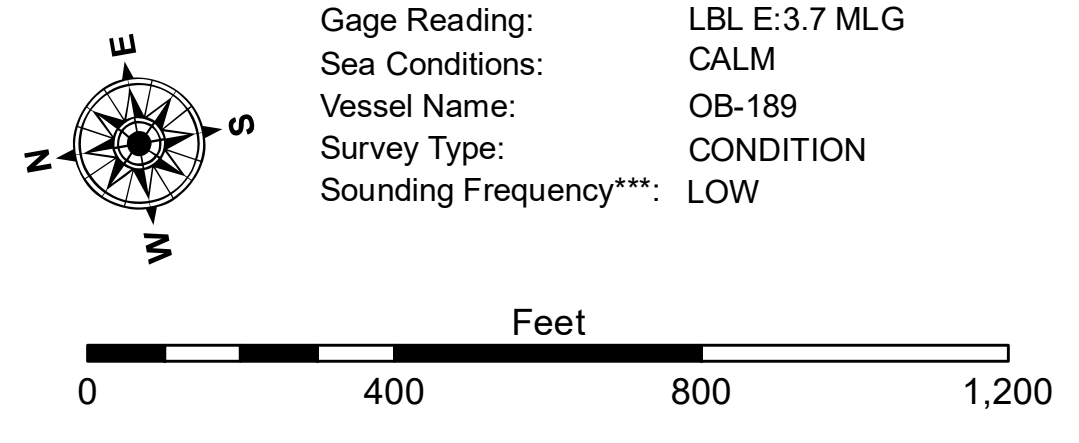 Gage Reading: LBL E:3.7 MLG
Sea Conditions: CALM
Vessel Name: OB-189
Survey Type: CONDITION
Sounding Frequency***: LOW
E
S
N
W
Feet
0 400 800 1,200